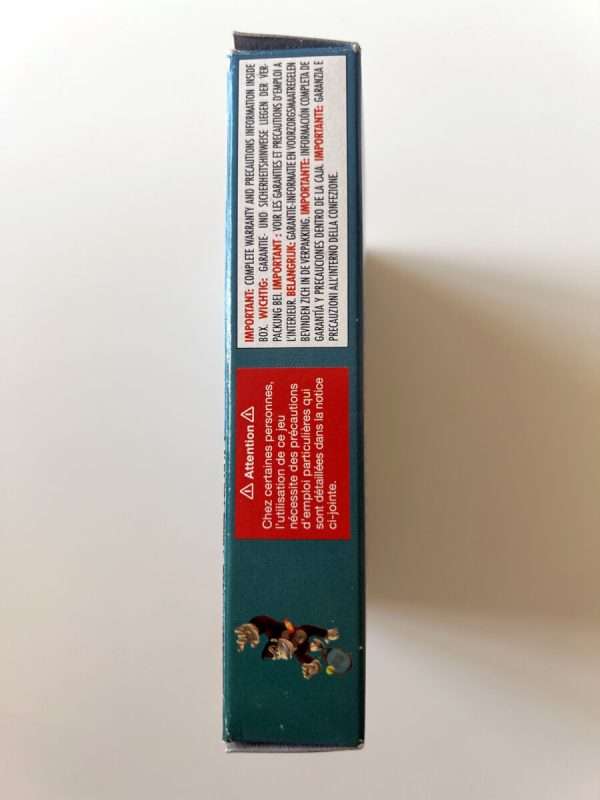 IMPORTANT: COMPLETE WARRANTY AND PRECAUTIONS INFORMATION INSIDE
BOX. WICHTIG: GARANTIE- UND SICHERHEITSHINWEISE LIEGEN DER VER-
PACKUNG BEI. IMPORTANT : VOIR LES GARANTIES ET PRECAUTIONS D'EMPLOI A
L'INTERIEUR. BELANGRIJK: GARANTIE-INFORMATIE EN VOORZORGSMAATREGELEN
BEVINDEN ZICH IN DE VERPAKKING. IMPORTANTE: INFORMACIÓN COMPLETA DE
GARANTÍA Y PRECAUCIONES DENTRO DE LA CAJA. IMPORTANTE: GARANZIA E
PRECAUZIONI ALL'INTERNO DELLA CONFEZIONE.
⚠ Attention ⚠
Chez certaines personnes,
l'utilisation de ce jeu
nécessite des précautions
d'emploi particulières qui
sont détaillées dans la notice
ci-jointe.